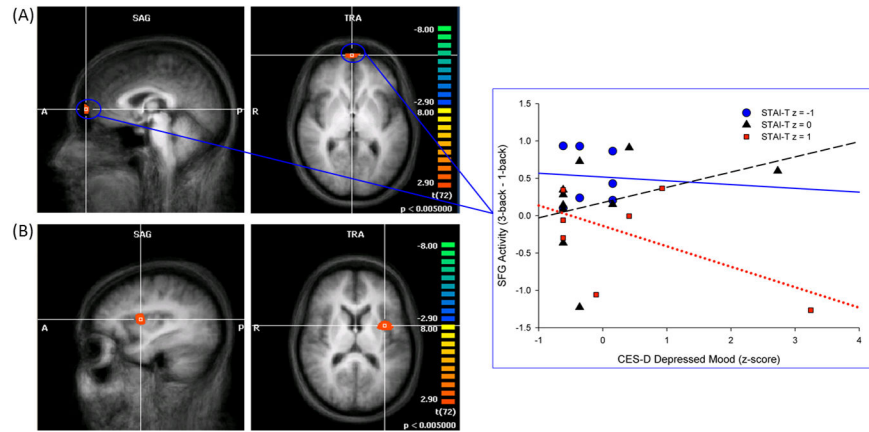 (A)
SAG
A
P
TRA
R
-8.00
-2.90
8.00
2.90
t(72)
p < 0.005000
(B)
SAG
A
P
TRA
R
-8.00
-2.90
8.00
2.90
t(72)
p < 0.005000
SFG Activity (3-back - 1-back)
1.5
1.0
0.5
0.0
-0.5
-1.0
-1.5
STAI-T z = -1
STAI-T z = 0
STAI-T z = 1
-1 0 1 2 3 4
CES-D Depressed Mood (z-score)